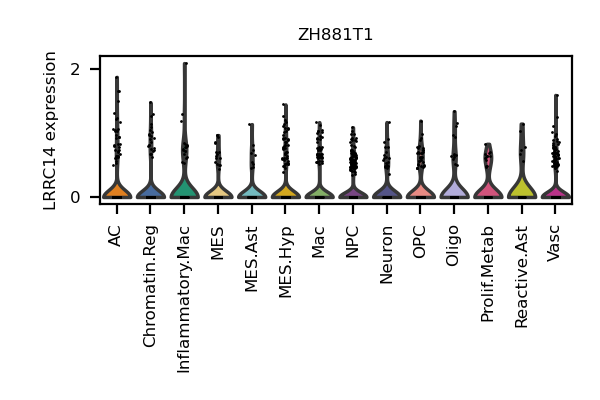 ZH881T1
LRRC14 expression
2
0
AC
Chromatin.Reg
Inflammatory.Mac
MES
MES.Ast
MES.Hyp
Mac
NPC
Neuron
OPC
Oligo
Prolif.Metab
Reactive.Ast
Vasc